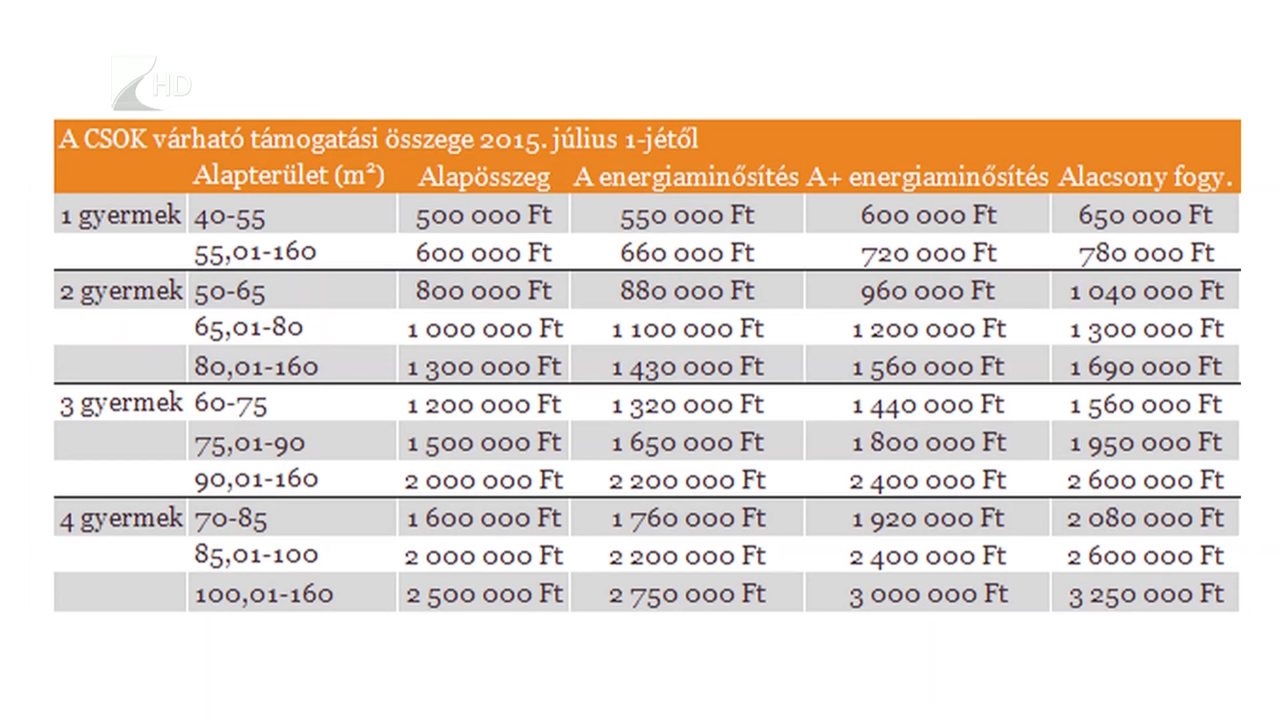 HD
A CSOK várható támogatási összege 2015. július 1-jétől
Alapterület (m²) Alapösszeg A energiaminősítés A+ energiaminősítés Alacsony fogy.
1 gyermek 40-55 500 000 Ft 550 000 Ft 600 000 Ft 650 000 Ft
55,01-160 600 000 Ft 660 000 Ft 720 000 Ft 780 000 Ft
2 gyermek 50-65 800 000 Ft 880 000 Ft 960 000 Ft 1 040 000 Ft
65,01-80 1 000 000 Ft 1 100 000 Ft 1 200 000 Ft 1 300 000 Ft
80,01-160 1 300 000 Ft 1 430 000 Ft 1 560 000 Ft 1 690 000 Ft
3 gyermek 60-75 1 200 000 Ft 1 320 000 Ft 1 440 000 Ft 1 560 000 Ft
75,01-90 1 500 000 Ft 1 650 000 Ft 1 800 000 Ft 1 950 000 Ft
90,01-160 2 000 000 Ft 2 200 000 Ft 2 400 000 Ft 2 600 000 Ft
4 gyermek 70-85 1 600 000 Ft 1 760 000 Ft 1 920 000 Ft 2 080 000 Ft
85,01-100 2 000 000 Ft 2 200 000 Ft 2 400 000 Ft 2 600 000 Ft
100,01-160 2 500 000 Ft 2 750 000 Ft 3 000 000 Ft 3 250 000 Ft